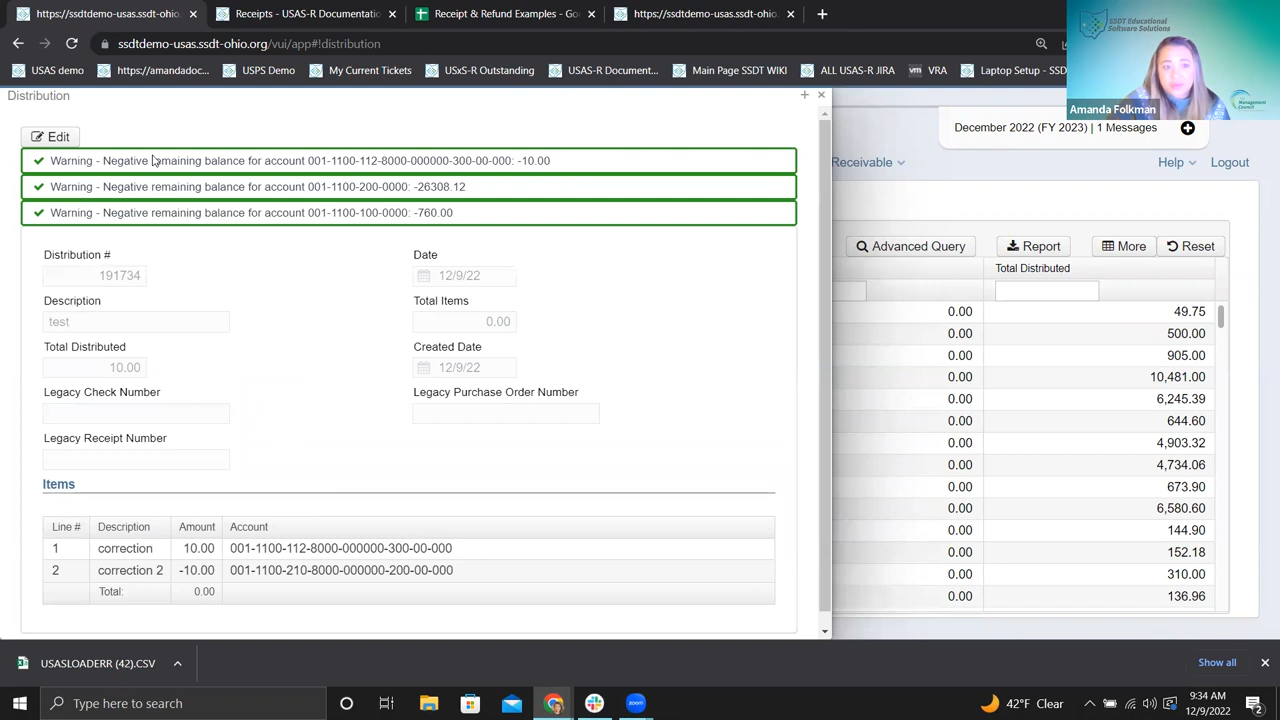 https://ssdtdemo-usas.ssdt-ohio
Receipts - USAS-R Documentatio
Receipt & Refund Examples - Go
https://ssdtdemo-usas.ssdt-ohio
ssdtdemo-usas.ssdt-ohio.org/vui/app#!distribution
USAS demo
https://amandadoc...
USPS Demo
My Current Tickets
USxS-R Outstanding
USAS-R Document...
Main Page SSDT WIKI
ALL USAS-R JIRA
VRA
Laptop Setup - SSD
SSDT Educational
Software Solutions
Management
Council
Amanda Folkman
Distribution
December 2022 (FY 2023) | 1 Messages
Receivable
Help
Logout
Edit
Warning - Negative remaining balance for account 001-1100-112-8000-000000-300-00-000: -10.00
Warning - Negative remaining balance for account 001-1100-200-0000: -26308.12
Warning - Negative remaining balance for account 001-1100-100-0000: -760.00
Distribution #
191734
Date
12/9/22
Description
test
Total Items
0.00
Total Distributed
10.00
Created Date
12/9/22
Legacy Check Number
Legacy Purchase Order Number
Legacy Receipt Number
Items
Line # Description Amount Account
1 correction 10.00 001-1100-112-8000-000000-300-00-000
2 correction 2 -10.00 001-1100-210-8000-000000-200-00-000
Total: 0.00
Advanced Query
Report
More
Reset
Total Distributed
0.00 49.75
0.00 500.00
0.00 905.00
0.00 10,481.00
0.00 6,245.39
0.00 644.60
0.00 4,903.32
0.00 4,734.06
0.00 673.90
0.00 6,580.60
0.00 144.90
0.00 152.18
0.00 310.00
0.00 136.96
USASLOADERR (42).CSV
Show all
Type here to search
zoom
42°F Clear
9:34 AM
12/9/2022
2